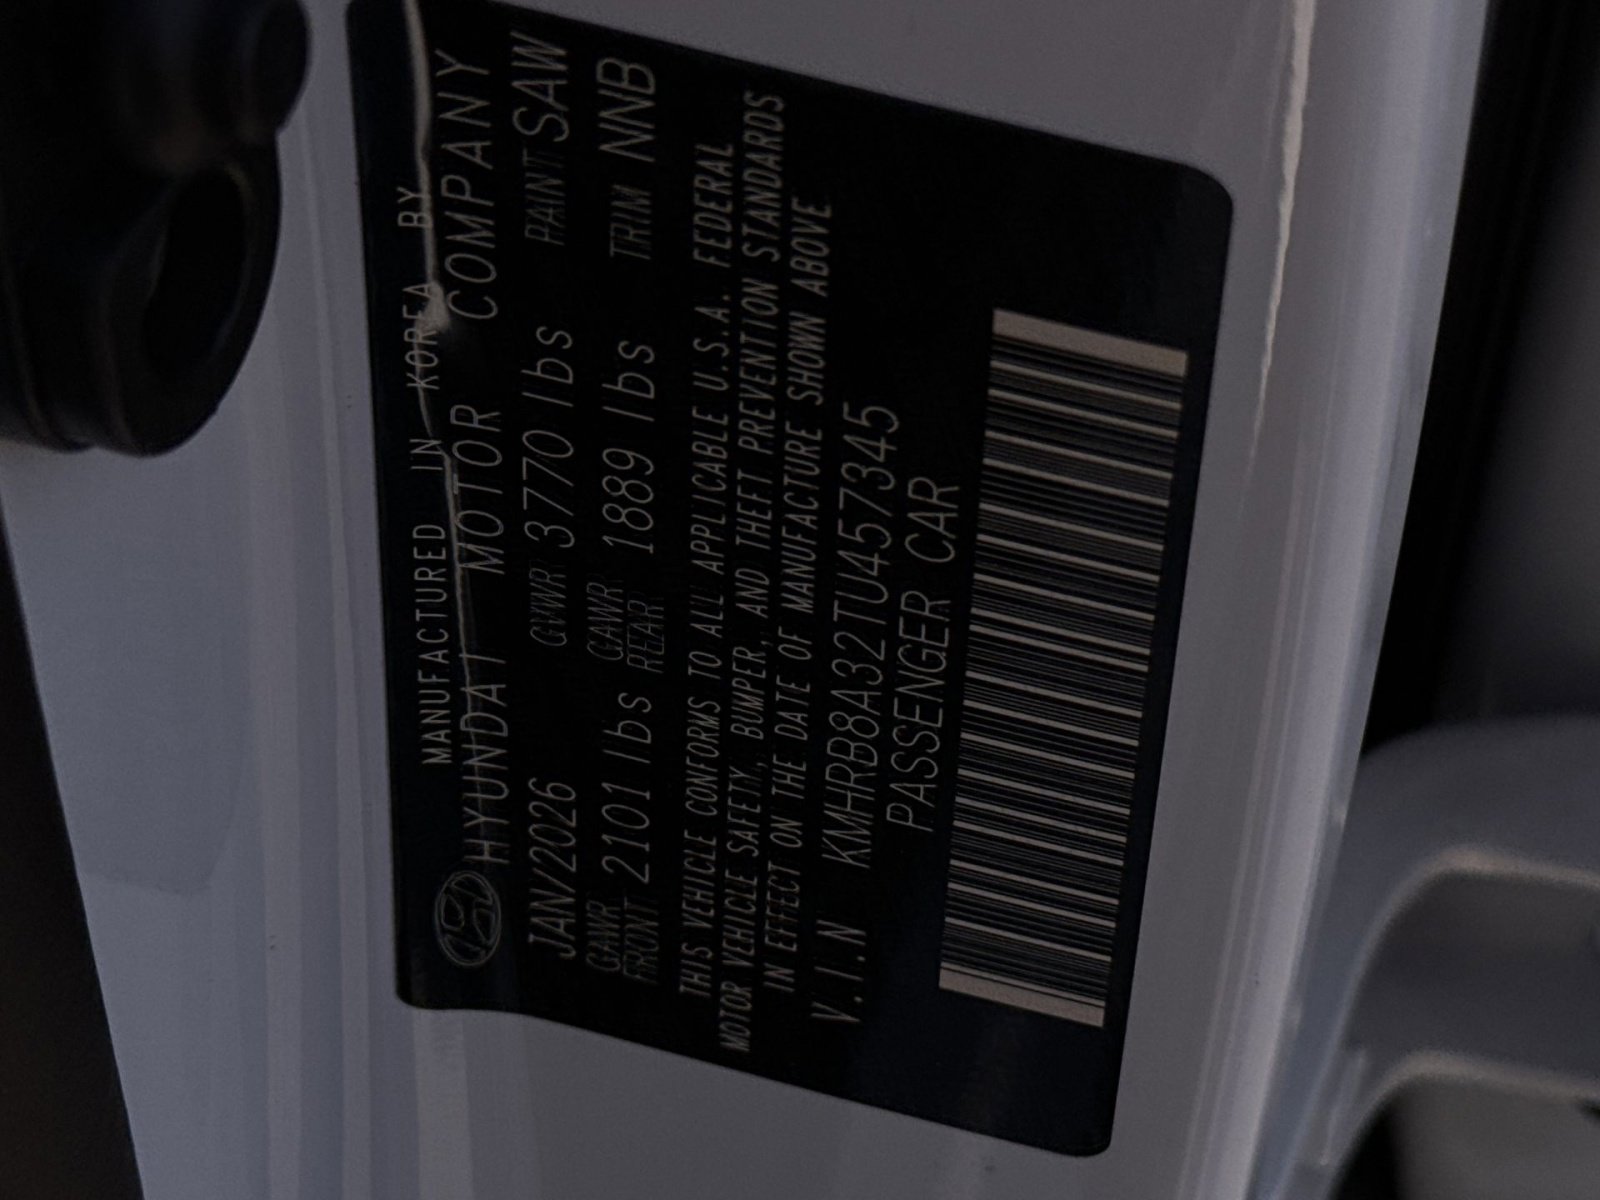 MANUFACTURED IN KOREA BY
HYUNDAI MOTOR COMPANY
JAN/2026 GVWR 3770 lbs PAINT SAW
GAWR FRONT 2101 lbs GAWR REAR 1889 lbs TRIM NNB
THIS VEHICLE CONFORMS TO ALL APPLICABLE U.S.A. FEDERAL
MOTOR VEHICLE SAFETY, BUMPER, AND THEFT PREVENTION STANDARDS
IN EFFECT ON THE DATE OF MANUFACTURE SHOWN ABOVE
V.I.N KMHRB8A32TU457345
PASSENGER CAR